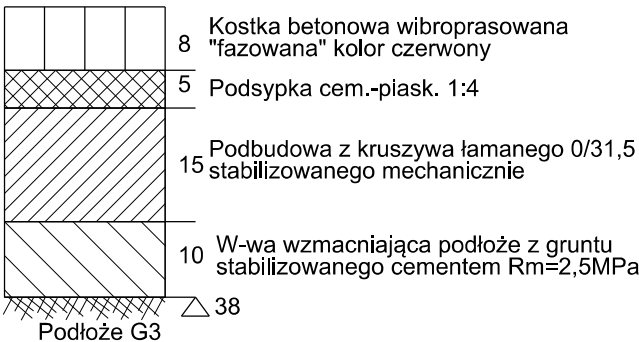 8 Kostka betonowa wibroprasowana
"fazowana" kolor czerwony
5 Podsypka cem.-piask. 1:4
15 Podbudowa z kruszywa łamanego 0/31,5
stabilizowanego mechanicznie
10 W-wa wzmacniająca podłoże z gruntu
stabilizowanego cementem Rm=2,5MPa
38
Podłoże G3